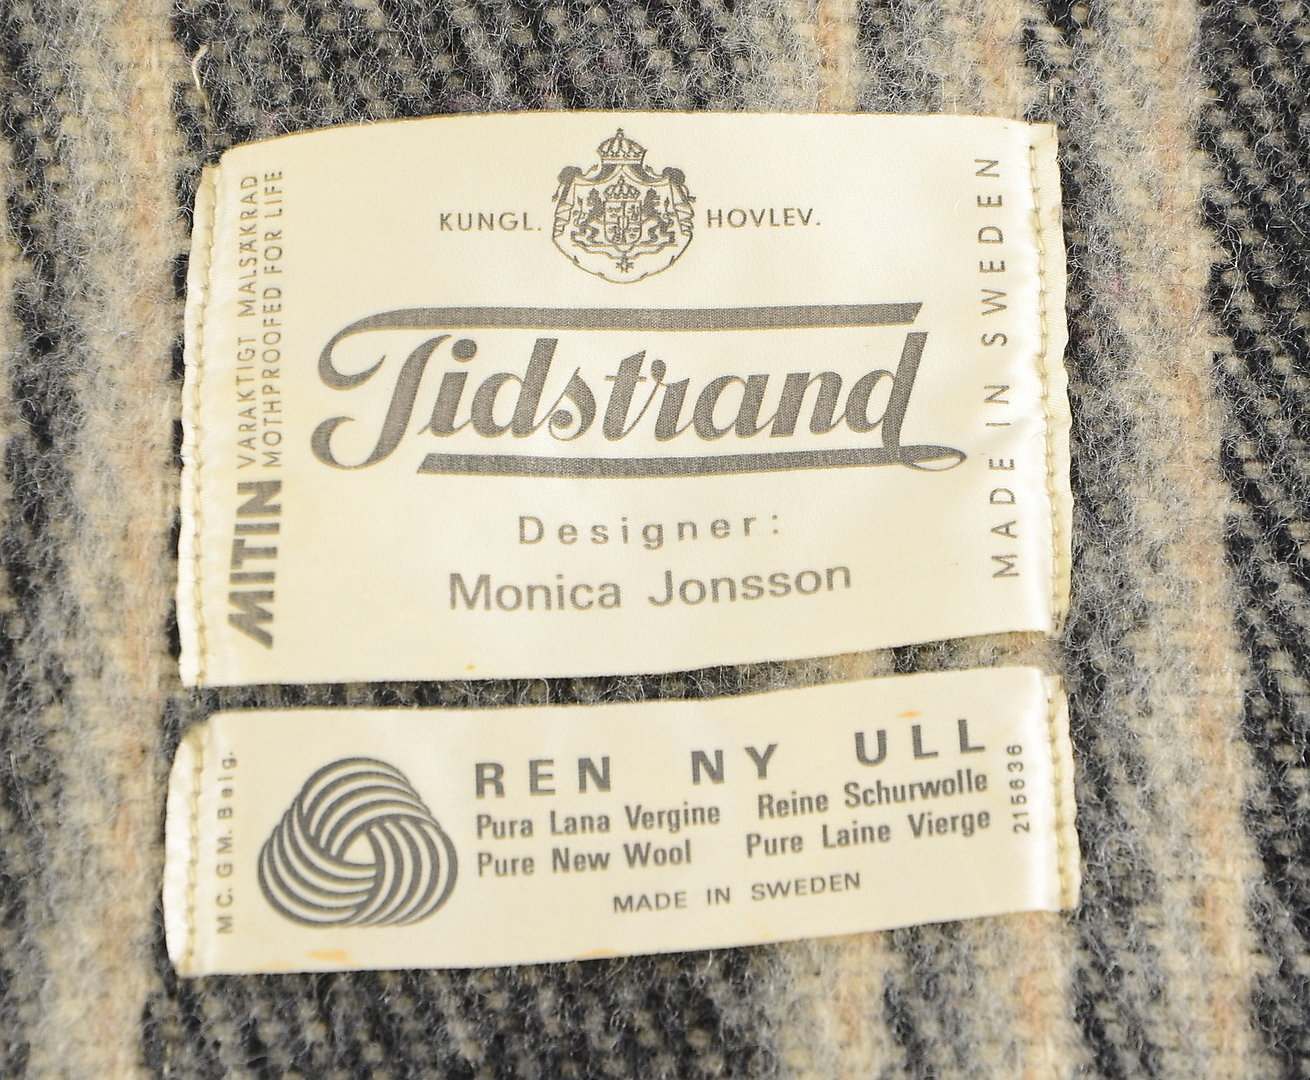 KUNGL. HOVLEV.
Tidstrand
Designer:
Monica Jonsson
MITIN VARAKTIGT MALSÄKRAD
MOTHPROOFED FOR LIFE
MADE IN SWEDEN
REN NY ULL
Pura Lana Vergine Reine Schurwolle
Pure New Wool Pure Laine Vierge
MADE IN SWEDEN
M C. G M. Belg.
215636